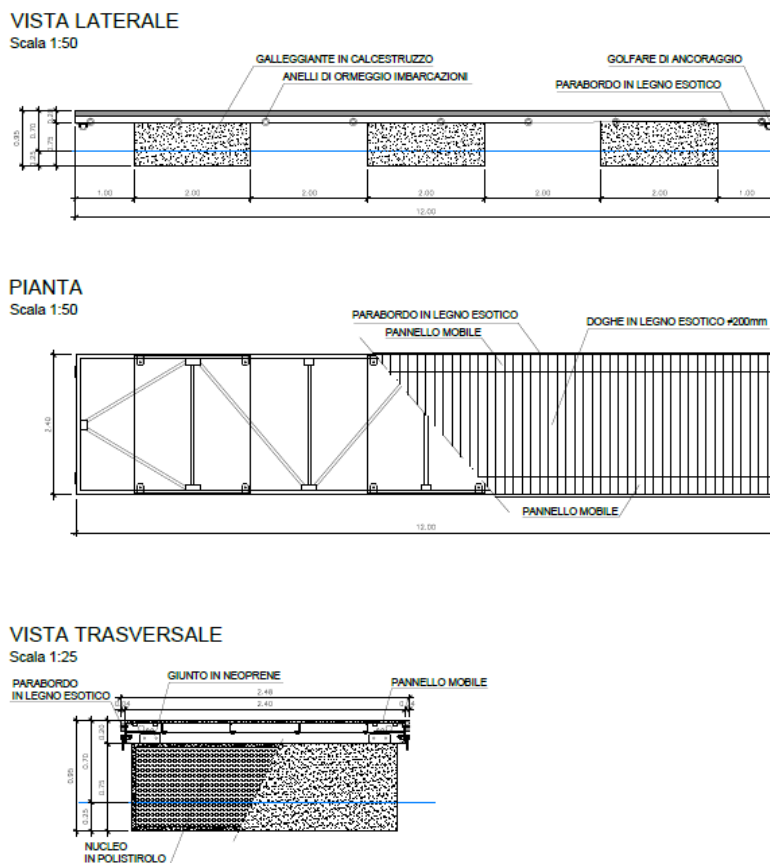 VISTA LATERALE
Scala 1:50
GALLEGGIANTE IN CALCESTRUZZO
GOLFARE DI ANCORAGGIO
ANELLI DI ORMEGGIO IMBARCAZIONI
PARABORDO IN LEGNO ESOTICO
0.95
0.70
0.25
0.20
0.75
1.00
2.00
2.00
2.00
2.00
2.00
1.00
12.00
PIANTA
Scala 1:50
PARABORDO IN LEGNO ESOTICO
DOGHE IN LEGNO ESOTICO ≠200mm
PANNELLO MOBILE
2.40
PANNELLO MOBILE
12.00
VISTA TRASVERSALE
Scala 1:25
GIUNTO IN NEOPRENE
PARABORDO
IN LEGNO ESOTICO
PANNELLO MOBILE
2.48
0.04
2.40
0.04
0.95
0.70
0.25
0.20
0.75
NUCLEO
IN POLISTIROLO